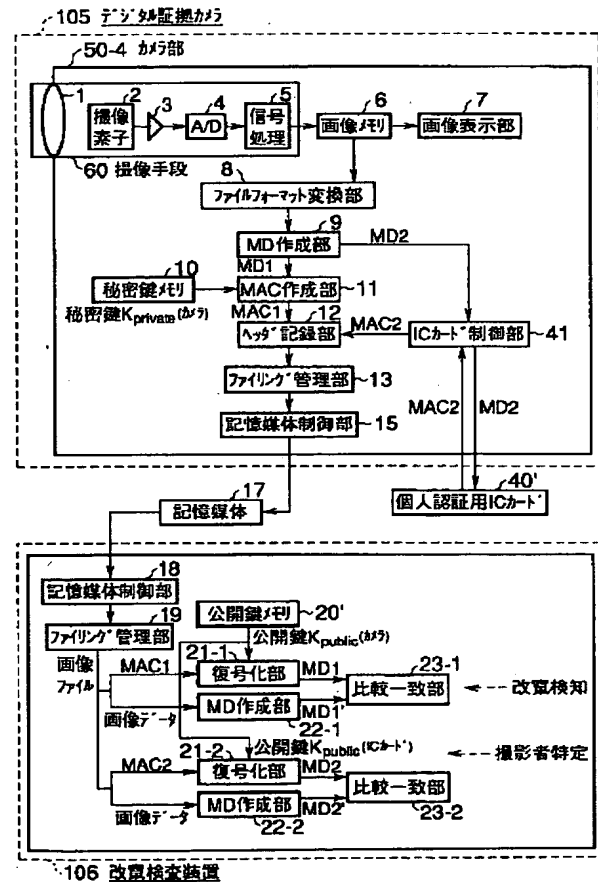 105 デジタル証拠カメラ
50-4 カメラ部
1
2
3
4
5
6
7
撮像素子
A/D
信号処理
画像メモリ
画像表示部
60 撮像手段
8
ファイルフォーマット変換部
9
MD作成部
MD2
10
MD1
秘密鍵メモリ
MAC作成部
11
秘密鍵Kprivate(カメラ)
MAC1
12
ヘッダ記録部
MAC2
ICカード制御部
41
ファイリング管理部
13
記憶媒体制御部
15
MAC2
MD2
17
記憶媒体
40'
個人認証用ICカード
18
記憶媒体制御部
19
ファイリング管理部
公開鍵メモリ
20'
公開鍵Kpublic(カメラ)
画像ファイル
MAC1
21-1
復号化部
MD1
23-1
比較一致部
改竄検知
画像データ
MD作成部
MD1'
22-1
公開鍵Kpublic(ICカード)
撮影者特定
21-2
MAC2
復号化部
MD2
比較一致部
画像データ
MD作成部
MD2'
23-2
22-2
106 改竄検査装置